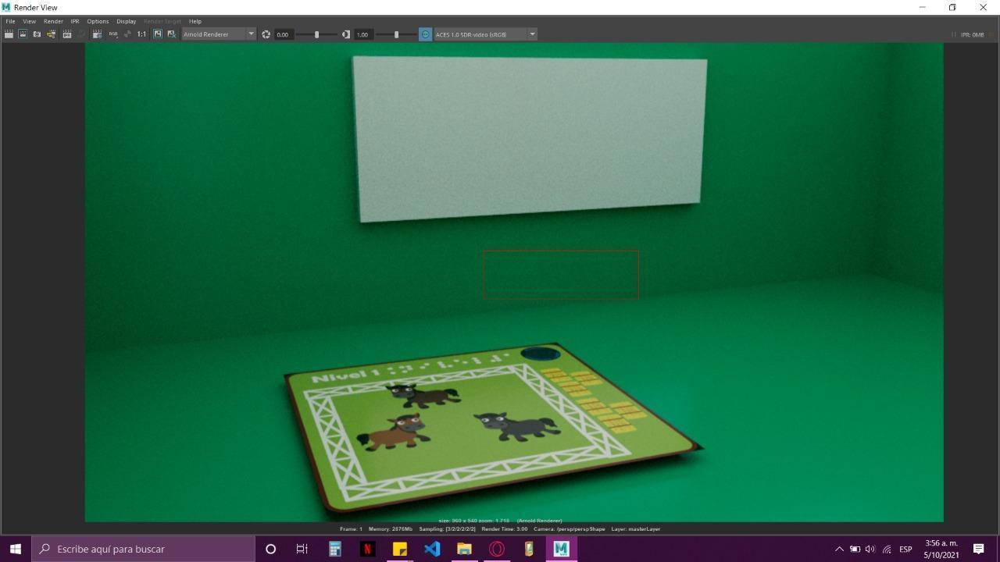 Render View
File View Render IPR Options Display Render Target Help
RGB 1:1 Arnold Renderer 0.00 1.00 ACES 1.0 SDR-video (sRGB) IPR: 0MB
Nivel 1
size: 960 x 540 zoom: 1.718 (Arnold Renderer)
Frame: 1 Memory: 2876Mb Sampling: [3/2/2/2/2/2] Render Time: 3:00 Camera: /persp/perspShape Layer: masterLayer
Escribe aquí para buscar
ESP
3:56 a. m.
5/10/2021